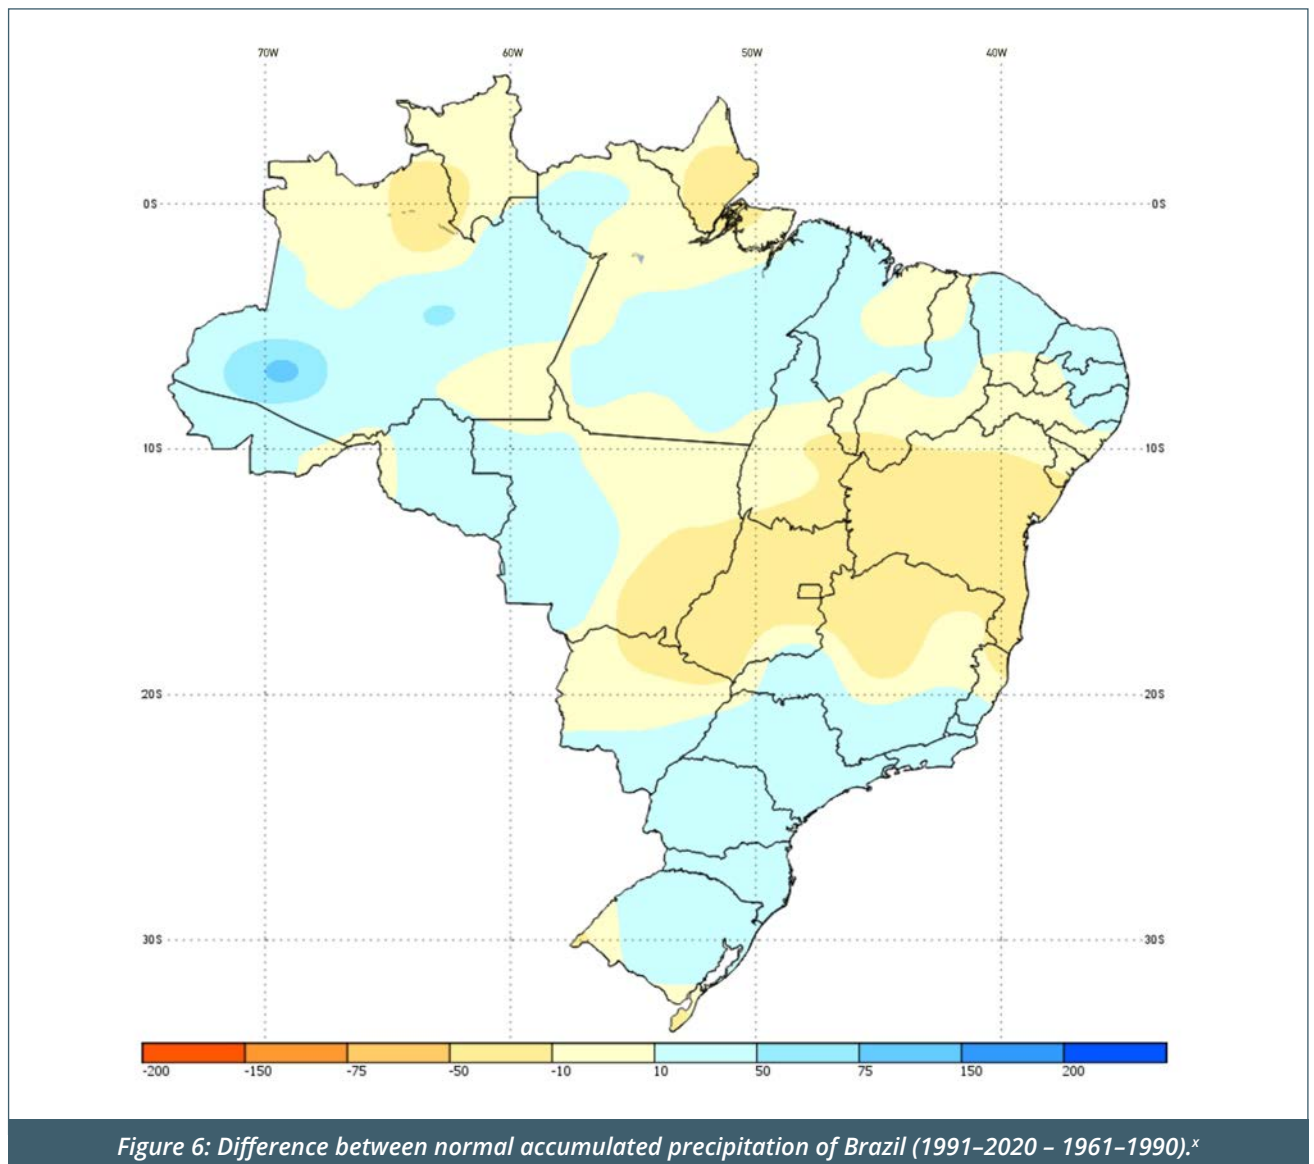 70W 60W 50W 40W
0S 0S
10S 10S
20S 20S
30S 30S
-200 -150 -75 -50 -10 10 50 75 150 200
Figure 6: Difference between normal accumulated precipitation of Brazil (1991–2020 – 1961–1990).ˣ